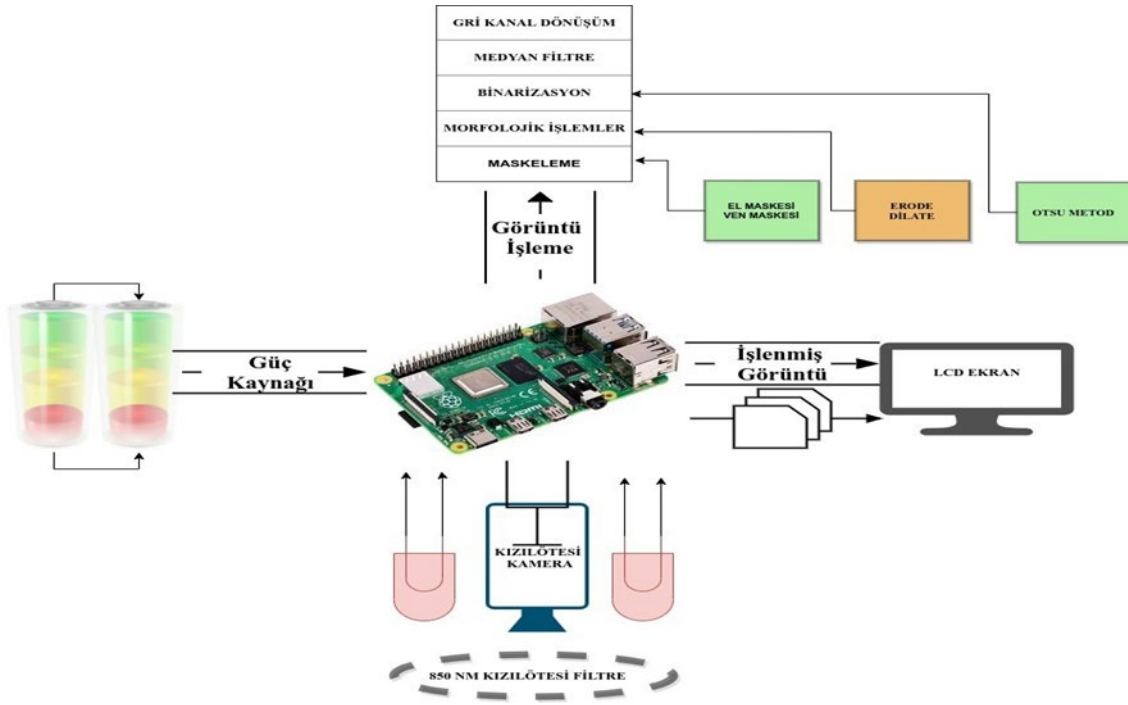 GRİ KANAL DÖNÜŞÜM
MEDYAN FİLTRE
BİNARİZASYON
MORFOLOJİK İŞLEMLER
MASKELEME
EL MASKESİ
VEN MASKESİ
ERODE
DİLATE
OTSU METOD
Görüntü
İşleme
Güç
Kaynağı
İşlenmiş
Görüntü
LCD EKRAN
HDMI
KIZILÖTESİ
KAMERA
850 NM KIZILÖTESİ FİLTRE